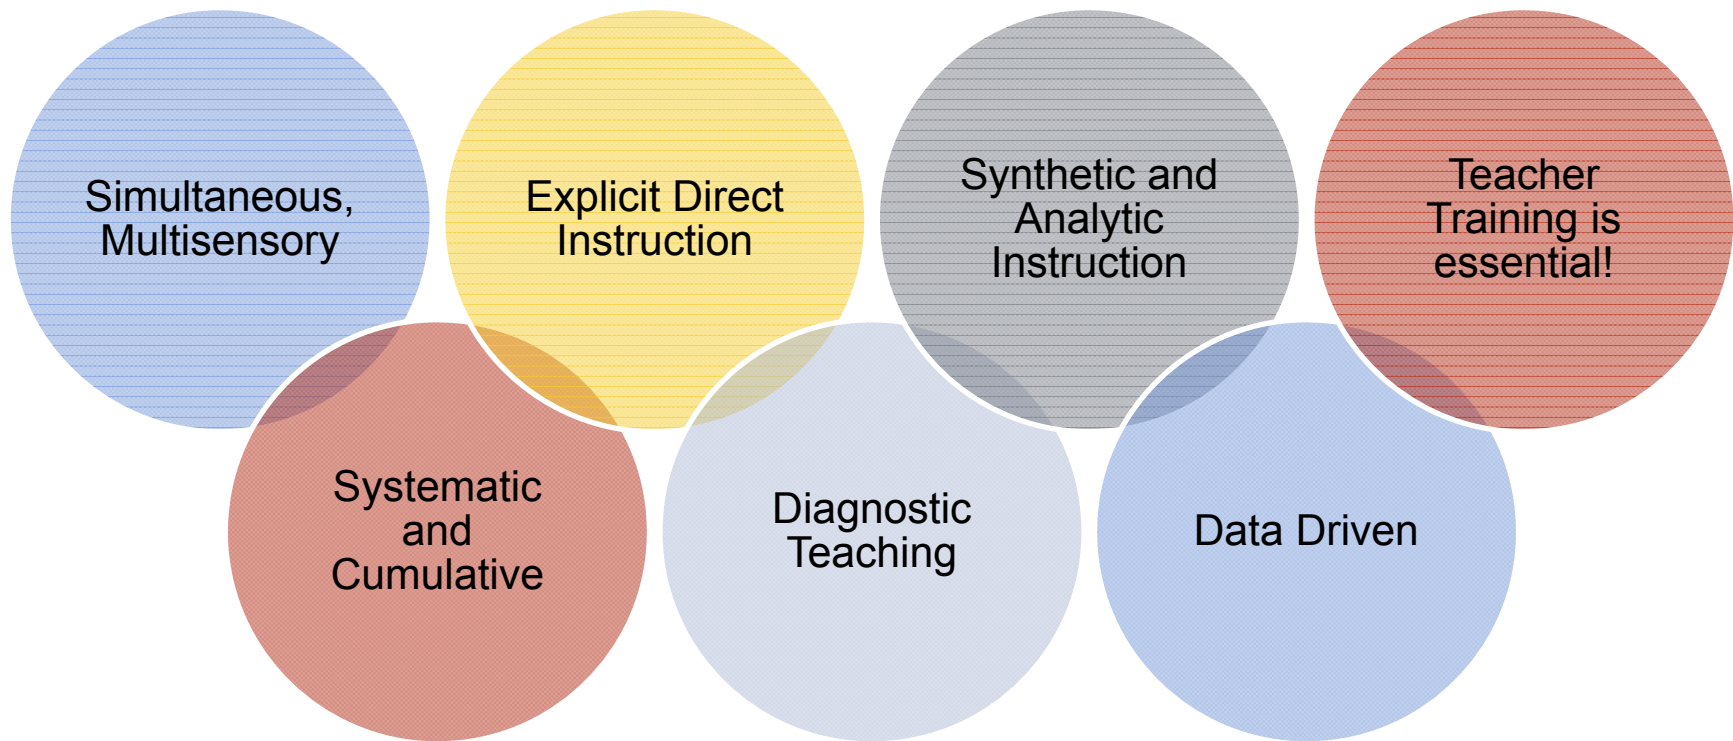 Simultaneous,
Multisensory
Explicit Direct
Instruction
Synthetic and
Analytic
Instruction
Teacher
Training is
essential!
Systematic
and
Cumulative
Diagnostic
Teaching
Data Driven